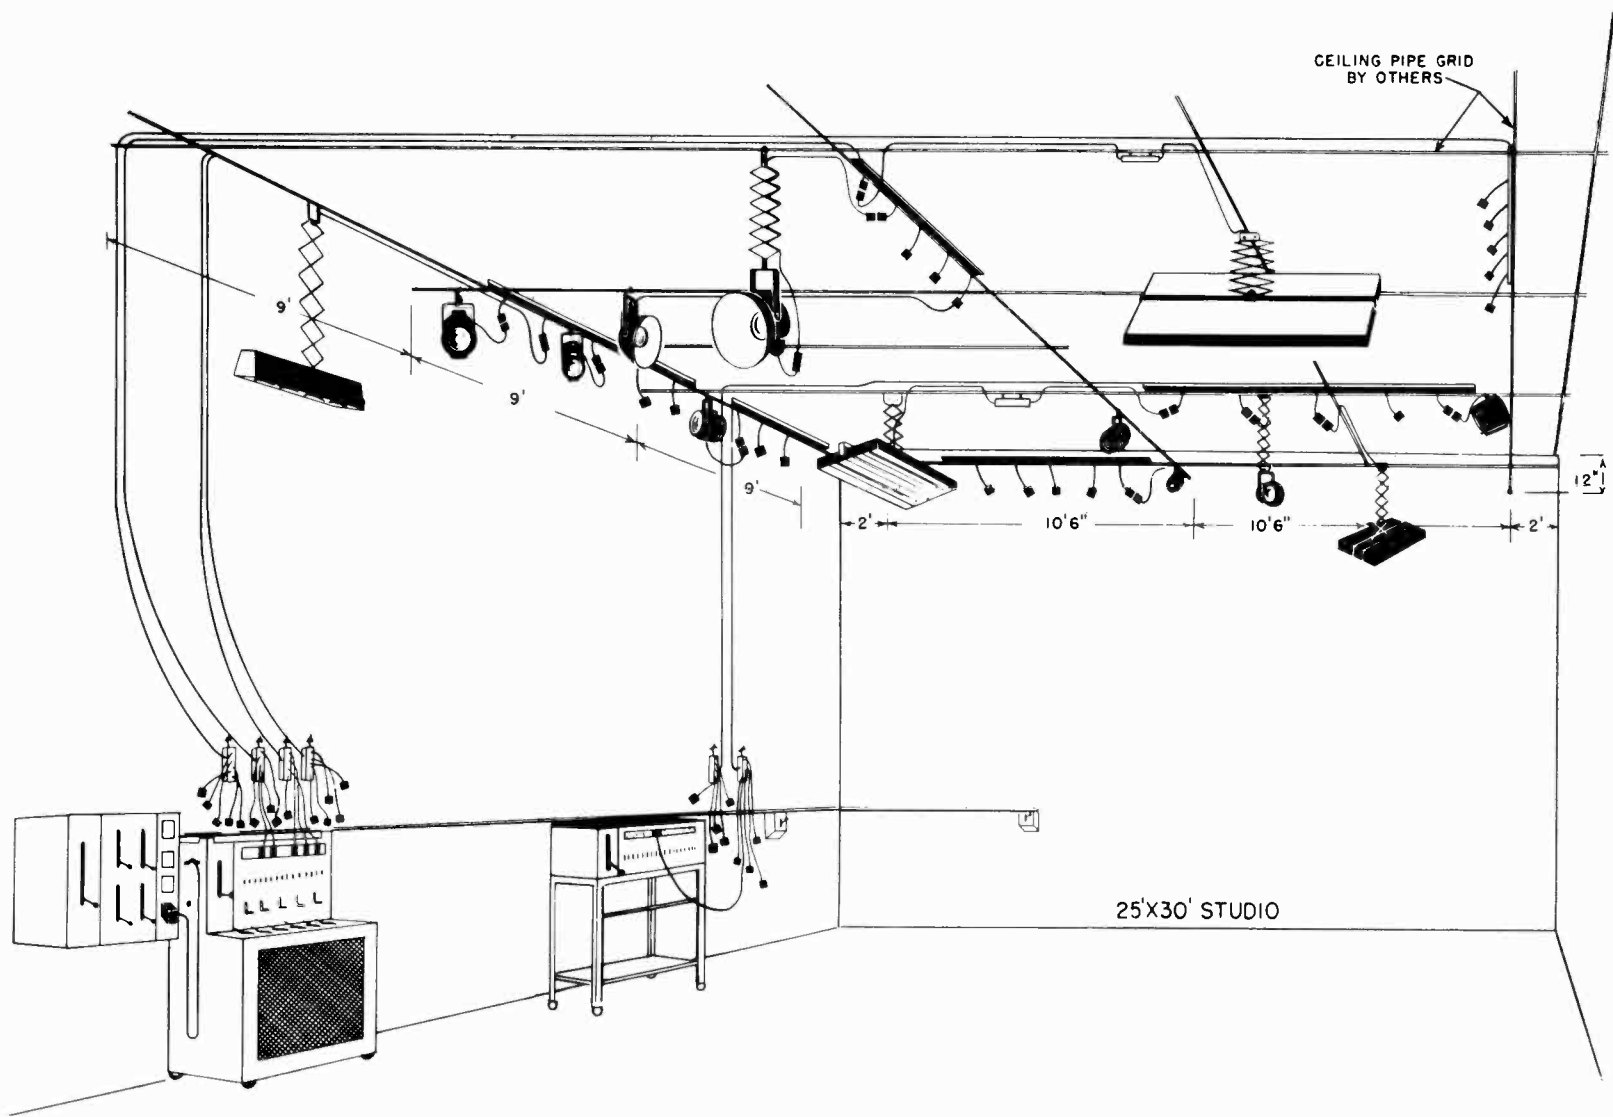 CEILING PIPE GRID
BY OTHERS
9'
9'
9'
2'
10'6"
10'6"
2'
12"
25'X30' STUDIO